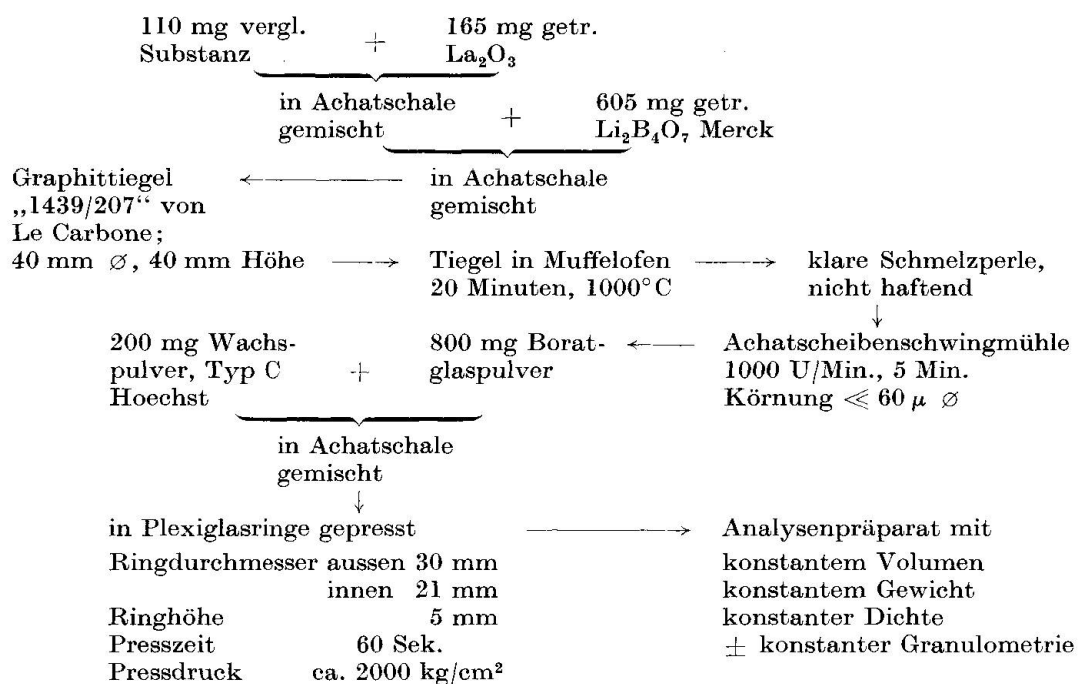 110 mg vergl. + 165 mg getr.
Substanz La₂O₃
in Achatschale + 605 mg getr.
gemischt Li₂B₄O₇ Merck
Graphittiegel ← in Achatschale
„1439/207“ von gemischt
Le Carbone;
40 mm ∅, 40 mm Höhe → Tiegel in Muffelofen → klare Schmelzperle,
20 Minuten, 1000°C nicht haftend
↓
200 mg Wachs- 800 mg Borat- ← Achatscheibenschwingmühle
pulver, Typ C + glaspulver 1000 U/Min., 5 Min.
Hoechst Körnung ≪ 60 μ ∅
in Achatschale
gemischt
↓
in Plexiglasringe gepresst → Analysenpräparat mit
Ringdurchmesser aussen 30 mm konstantem Volumen
innen 21 mm konstantem Gewicht
Ringhöhe 5 mm konstanter Dichte
Presszeit 60 Sek. ± konstanter Granulometrie
Pressdruck ca. 2000 kg/cm²